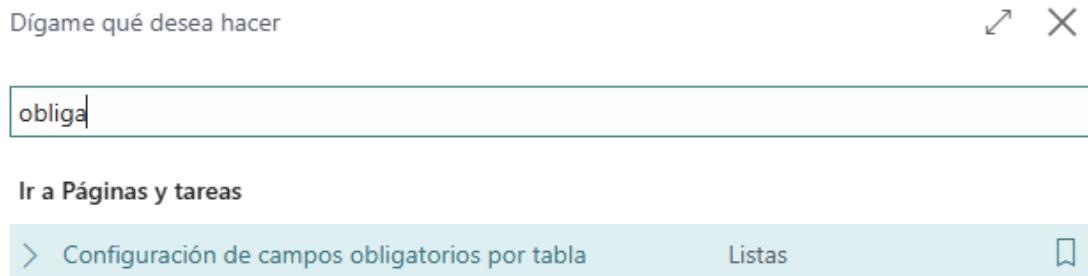 Dígame qué desea hacer
obliga
Ir a Páginas y tareas
Configuración de campos obligatorios por tabla Listas